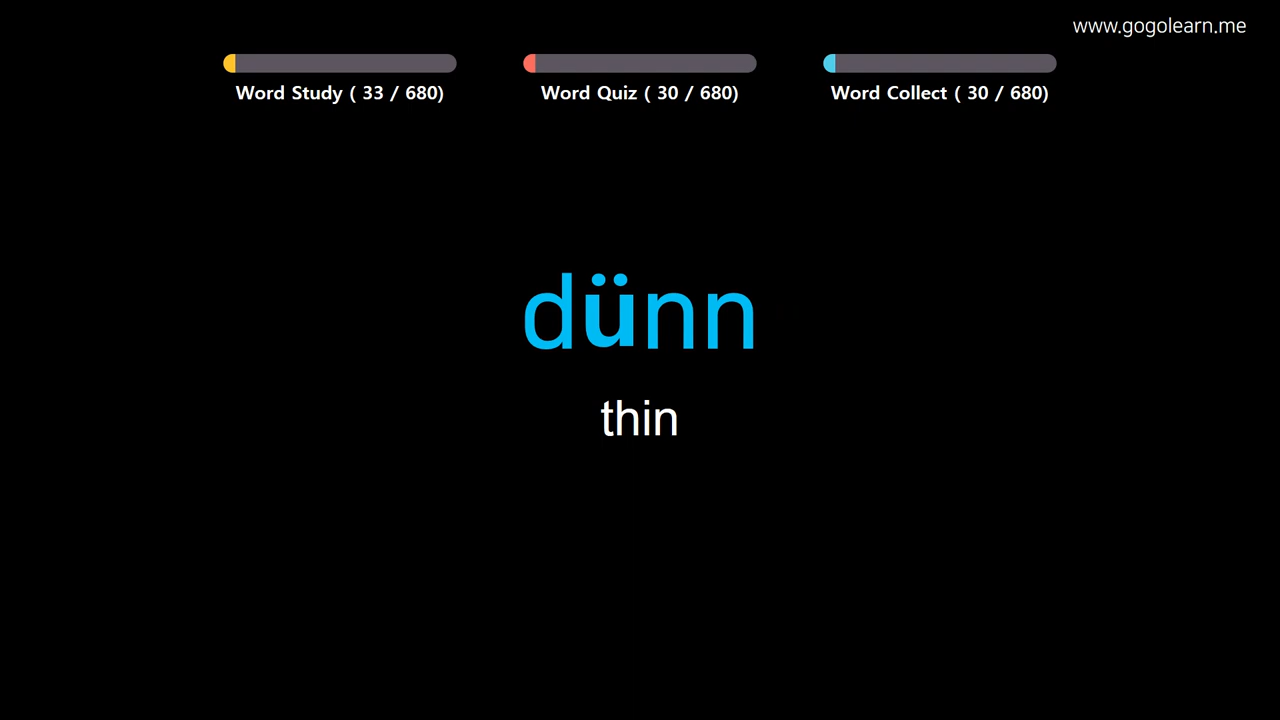 www.gogolearn.me
Word Study ( 33 / 680)
Word Quiz ( 30 / 680)
Word Collect ( 30 / 680)
dünn
thin